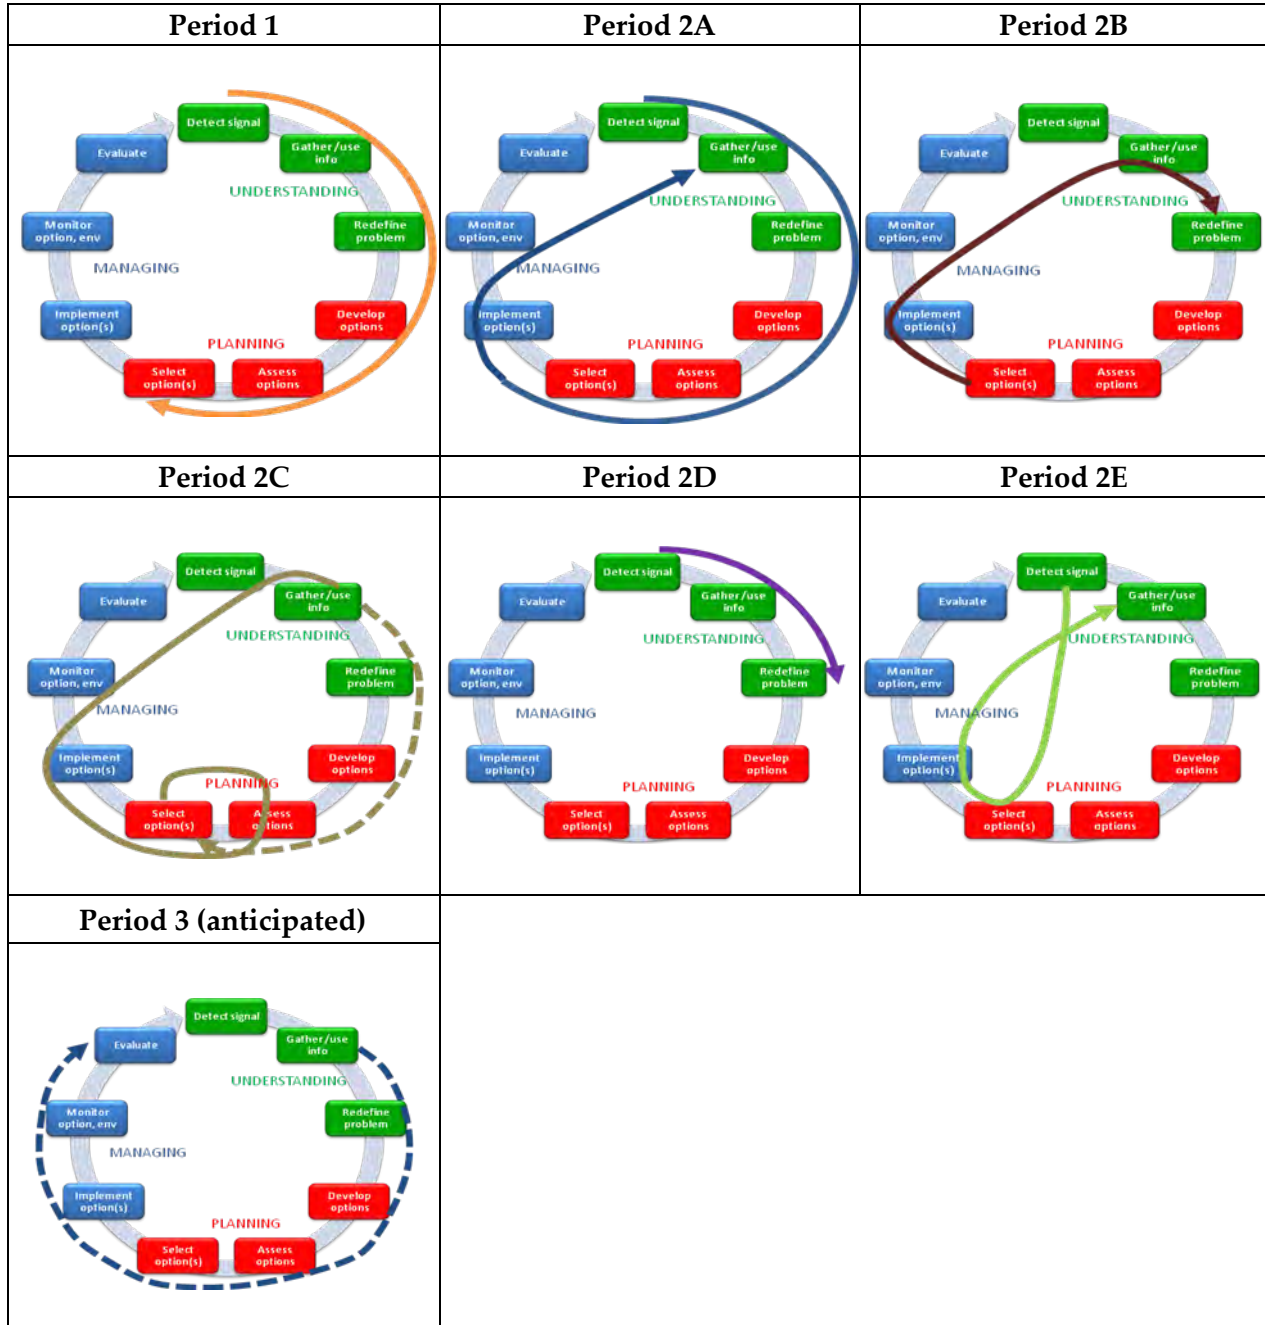 Period 1
Period 2A
Period 2B
Detect signal
Gather/use
info
Evaluate
UNDERSTANDING
Monitor
option, env
Redefine
problem
MANAGING
Implement
option(s)
Develop
options
PLANNING
Select
option(s)
Assess
options
Detect signal
Gather/use
info
Evaluate
UNDERSTANDING
Monitor
option, env
Redefine
problem
MANAGING
Implement
option(s)
Develop
options
PLANNING
Select
option(s)
Assess
options
Detect signal
Gather/use
info
Evaluate
UNDERSTANDING
Monitor
option, env
Redefine
problem
MANAGING
Implement
option(s)
Develop
options
PLANNING
Select
option(s)
Assess
options
Period 2C
Period 2D
Period 2E
Detect signal
Gather/use
info
Evaluate
UNDERSTANDING
Monitor
option, env
Redefine
problem
MANAGING
Implement
option(s)
Develop
options
PLANNING
Select
option(s)
Assess
options
Detect signal
Gather/use
info
Evaluate
UNDERSTANDING
Monitor
option, env
Redefine
problem
MANAGING
Implement
option(s)
Develop
options
PLANNING
Select
option(s)
Assess
options
Detect signal
Gather/use
info
Evaluate
UNDERSTANDING
Monitor
option, env
Redefine
problem
MANAGING
Implement
option(s)
Develop
options
PLANNING
Select
option(s)
Assess
options
Period 3 (anticipated)
Detect signal
Gather/use
info
Evaluate
UNDERSTANDING
Monitor
option, env
Redefine
problem
MANAGING
Implement
option(s)
Develop
options
PLANNING
Select
option(s)
Assess
options